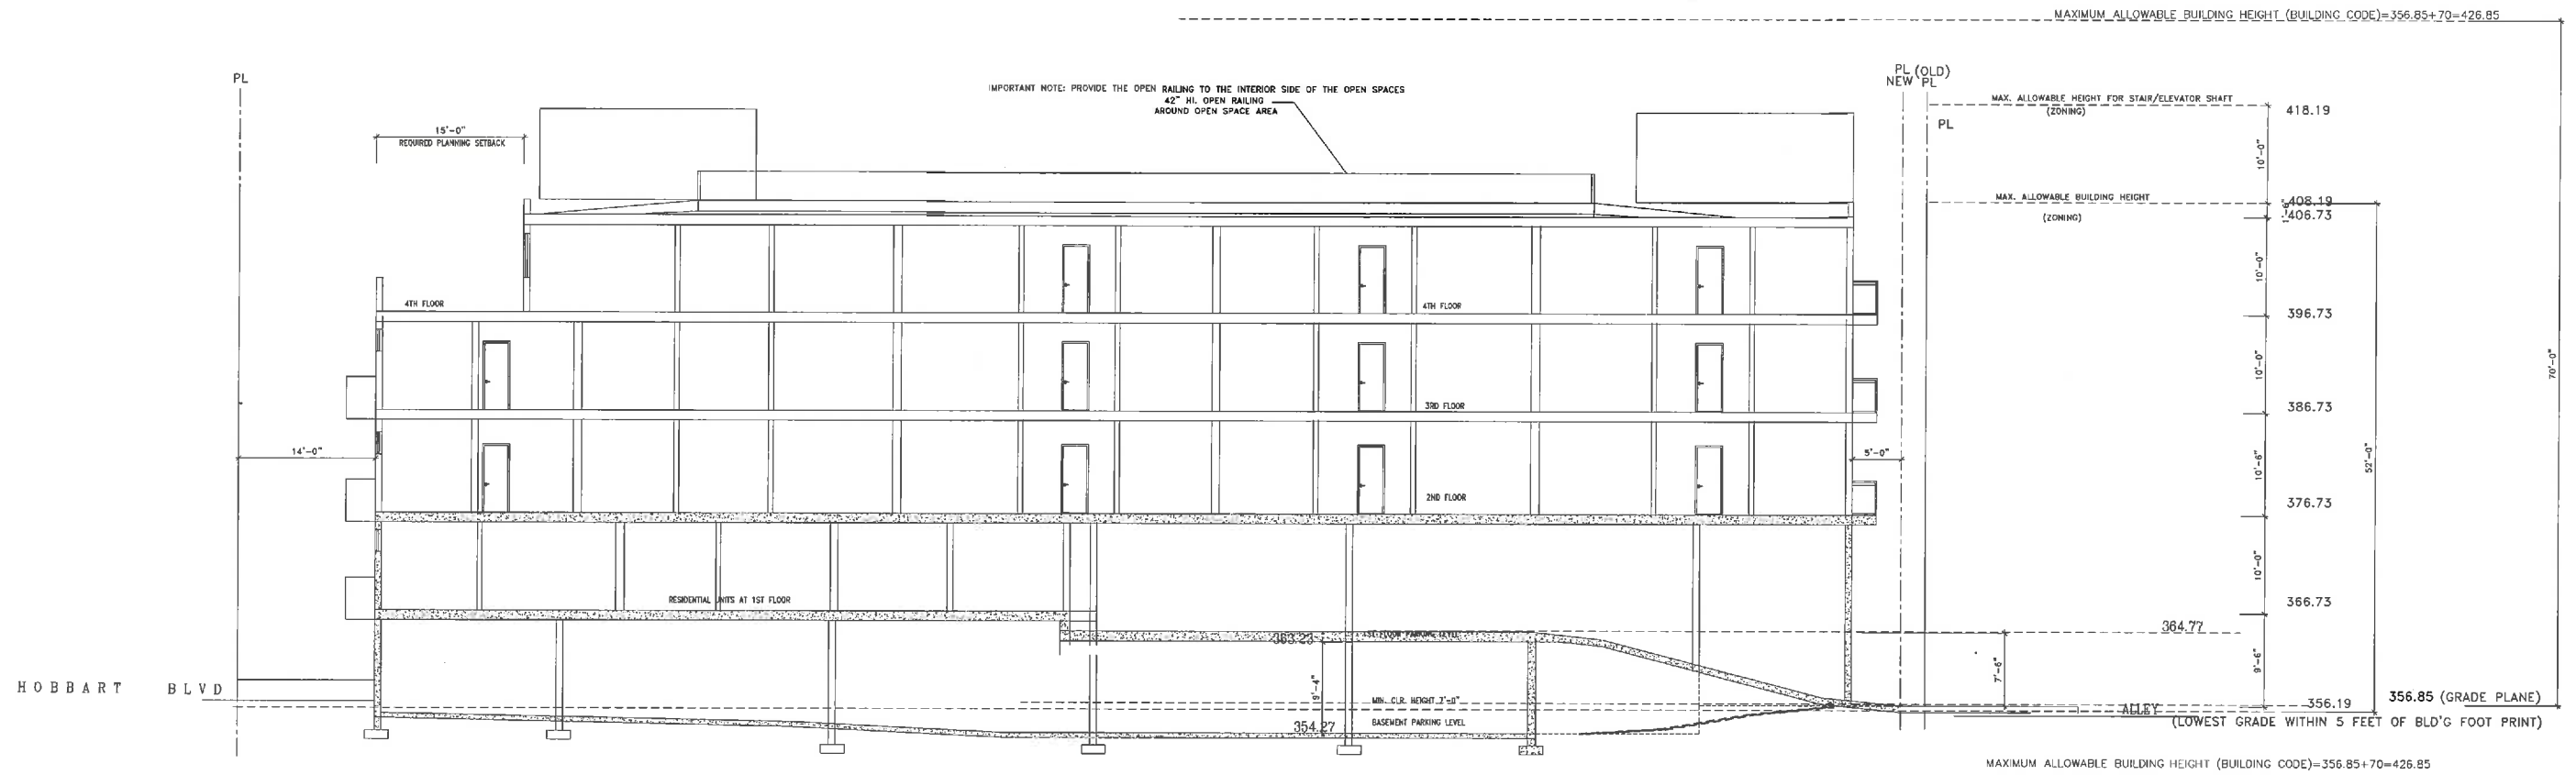 MAXIMUM ALLOWABLE BUILDING HEIGHT (BUILDING CODE)=356.85+70=426.85
PL
PL (OLD)
NEW PL
PL
IMPORTANT NOTE: PROVIDE THE OPEN RAILING TO THE INTERIOR SIDE OF THE OPEN SPACES
42" HI. OPEN RAILING
AROUND OPEN SPACE AREA
MAX. ALLOWABLE HEIGHT FOR STAIR/ELEVATOR SHAFT
(ZONING)
418.19
15'-0"
REQUIRED PLANNING SETBACK
10'-0"
MAX. ALLOWABLE BUILDING HEIGHT
(ZONING)
408.19
406.73
10'-0"
4TH FLOOR
4TH FLOOR
396.73
10'-0"
70'-0"
3RD FLOOR
386.73
14'-0"
5'-0"
10'-6"
52'-0"
2ND FLOOR
376.73
10'-0"
RESIDENTIAL UNITS AT 1ST FLOOR
366.73
363.23
1ST FLOOR PARKING LEVEL
364.77
9'-4"
7'-6"
9'-6"
HOBBART BLVD
MIN. CLR. HEIGHT 7'-0"
356.19
356.85 (GRADE PLANE)
ALLEY
354.27
BASEMENT PARKING LEVEL
(LOWEST GRADE WITHIN 5 FEET OF BLD'G FOOT PRINT)
MAXIMUM ALLOWABLE BUILDING HEIGHT (BUILDING CODE)=356.85+70=426.85